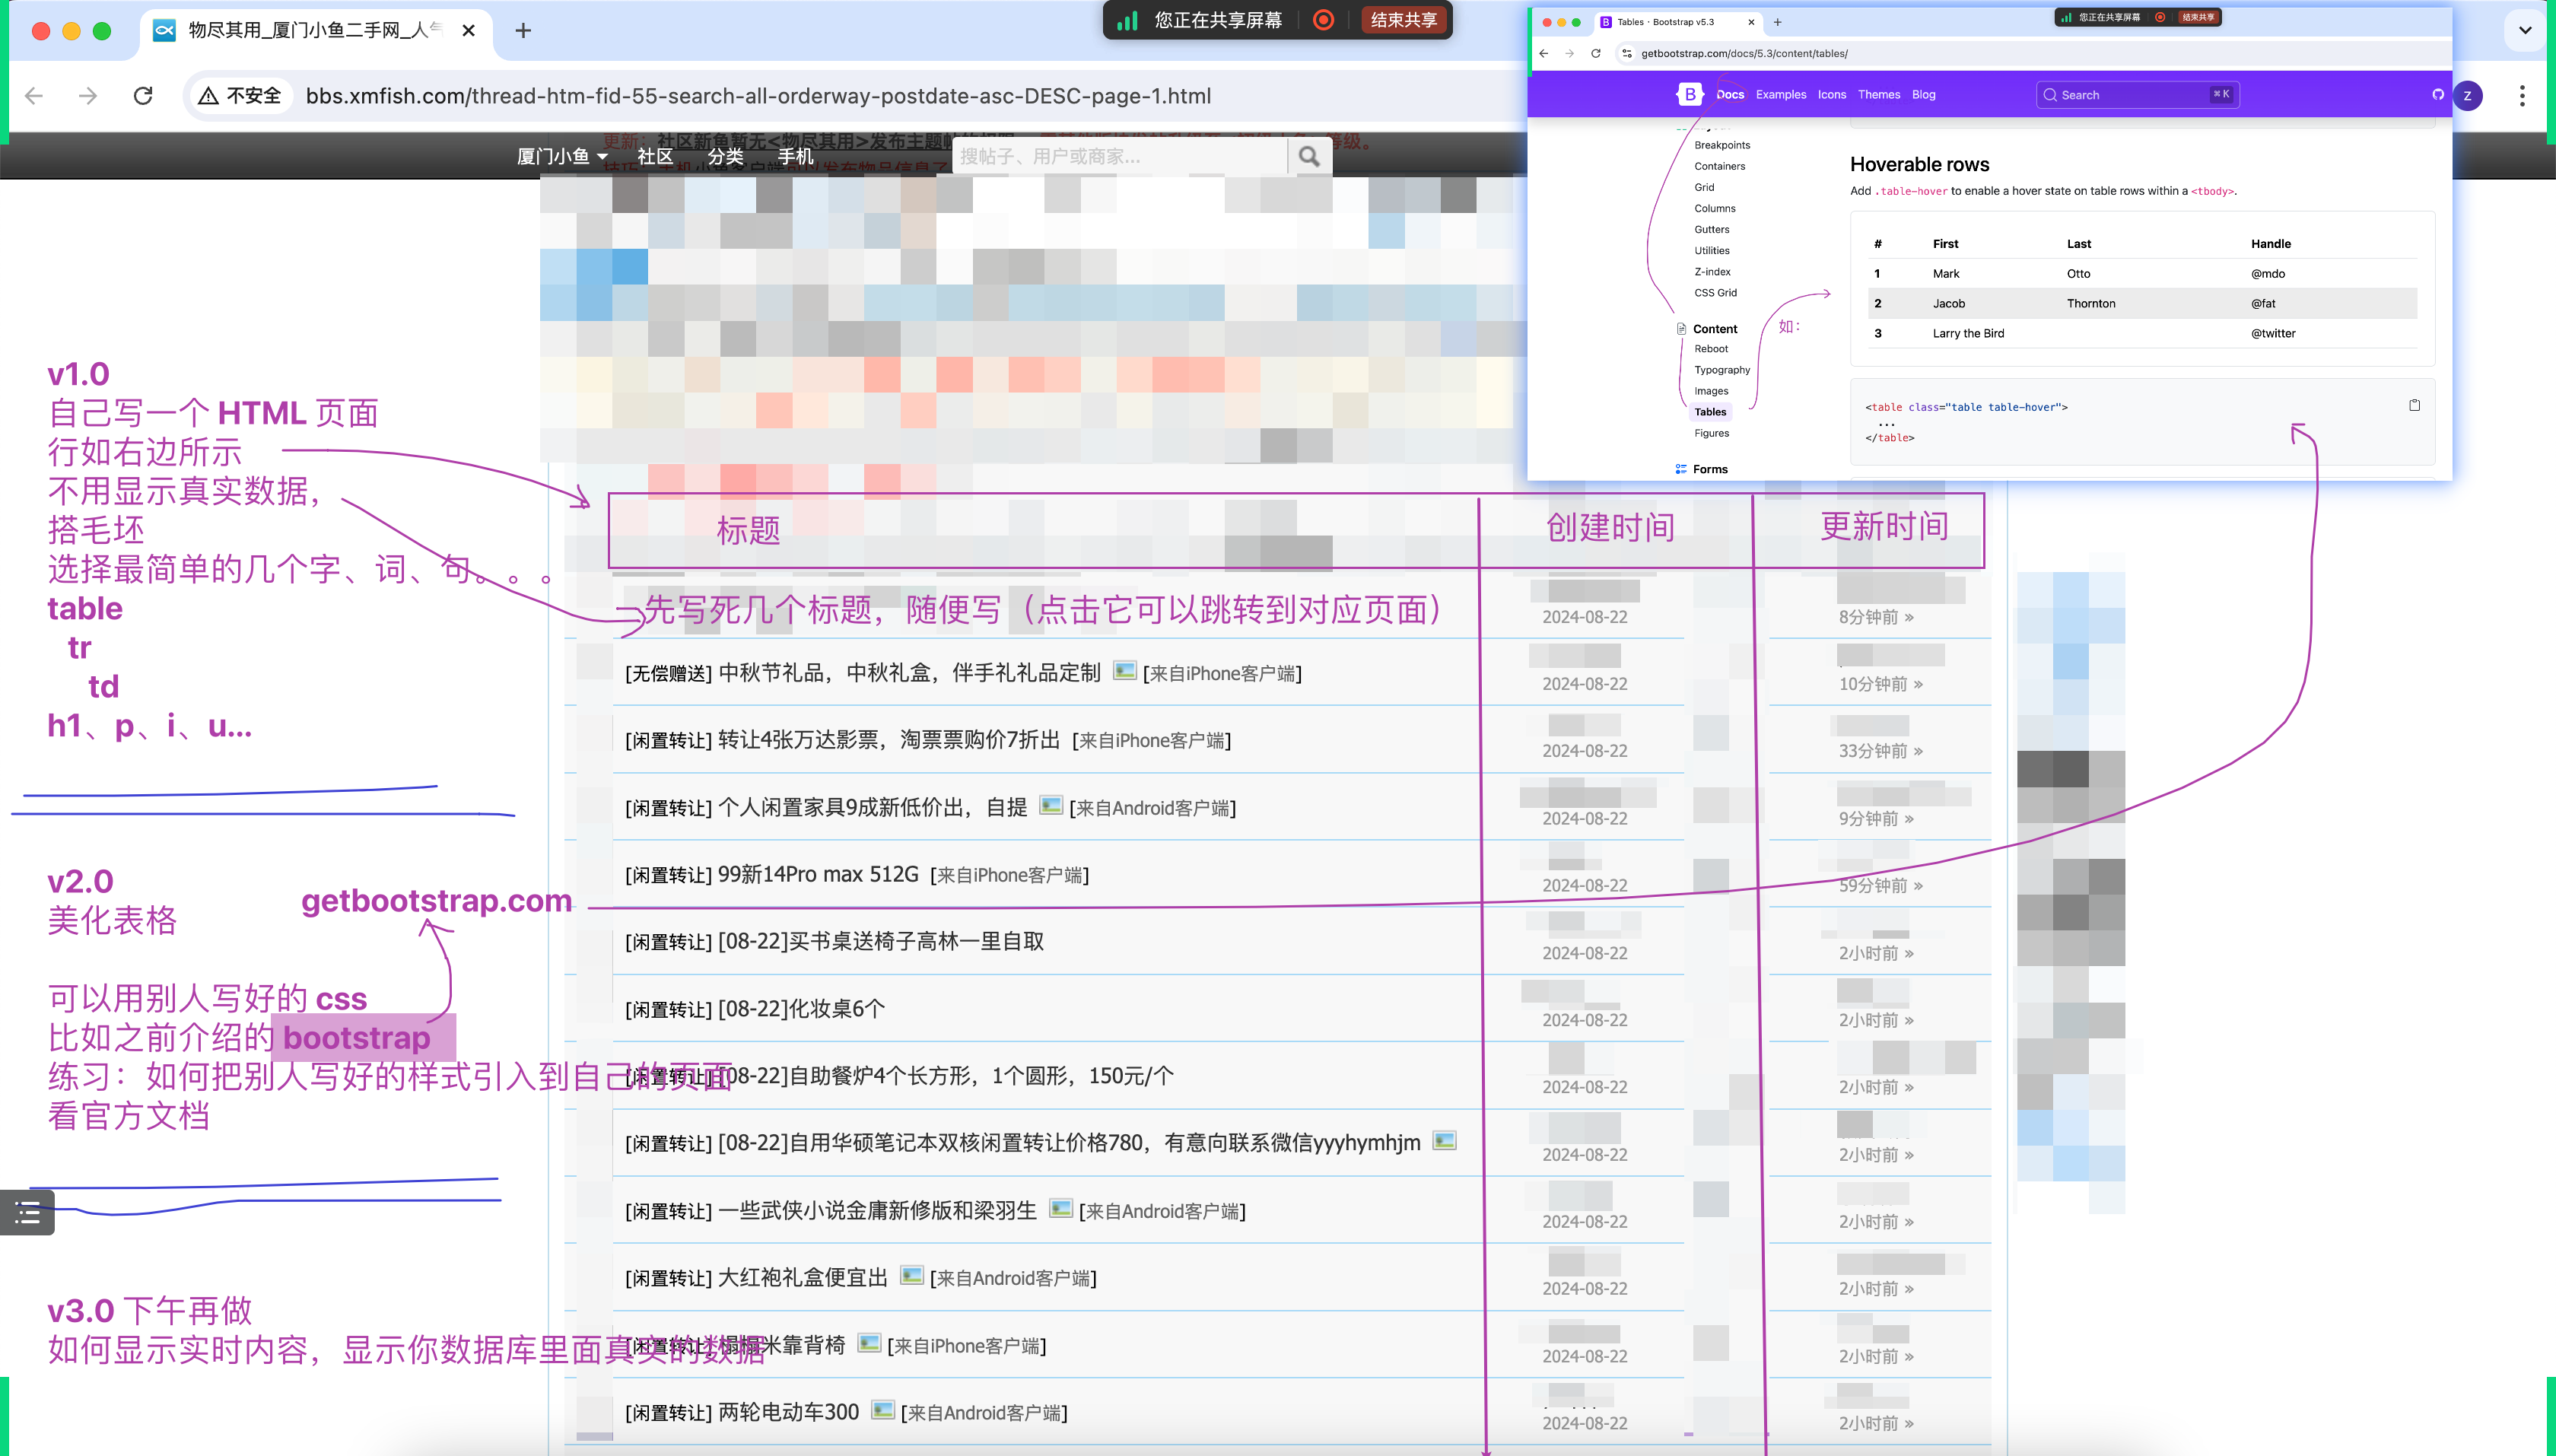 物尽其用_厦门小鱼二手网_人气
您正在共享屏幕
结束共享
不安全
bbs.xmfish.com/thread-htm-fid-55-search-all-orderway-postdate-asc-DESC-page-1.html
厦门小鱼
社区
分类
手机
搜帖子、用户或商家...
Tables · Bootstrap v5.3
您正在共享屏幕
结束共享
getbootstrap.com/docs/5.3/content/tables/
B
Docs
Examples
Icons
Themes
Blog
Search
⌘ K
Z
Breakpoints
Containers
Grid
Columns
Gutters
Utilities
Z-index
CSS Grid
Content
Reboot
Typography
Images
Tables
Figures
Forms
如：
Hoverable rows
Add .table-hover to enable a hover state on table rows within a <tbody>.
# First Last Handle
1 Mark Otto @mdo
2 Jacob Thornton @fat
3 Larry the Bird @twitter
<table class="table table-hover">
...
</table>
v1.0
自己写一个 HTML 页面
行如右边所示
不用显示真实数据，
搭毛坯
选择最简单的几个字、词、句。。。
table
tr
td
h1、p、i、u...
v2.0
美化表格
getbootstrap.com
可以用别人写好的 css
比如之前介绍的 bootstrap
练习：如何把别人写好的样式引入到自己的页面
看官方文档
v3.0 下午再做
如何显示实时内容，显示你数据库里面真实的数据
标题 创建时间 更新时间
先写死几个标题，随便写（点击它可以跳转到对应页面） 2024-08-22 8分钟前 »
[无偿赠送] 中秋节礼品，中秋礼盒，伴手礼礼品定制 [来自iPhone客户端] 2024-08-22 10分钟前 »
[闲置转让] 转让4张万达影票，淘票票购价7折出 [来自iPhone客户端] 2024-08-22 33分钟前 »
[闲置转让] 个人闲置家具9成新低价出，自提 [来自Android客户端] 2024-08-22 9分钟前 »
[闲置转让] 99新14Pro max 512G [来自iPhone客户端] 2024-08-22 59分钟前 »
[闲置转让] [08-22]买书桌送椅子高林一里自取 2024-08-22 2小时前 »
[闲置转让] [08-22]化妆桌6个 2024-08-22 2小时前 »
[闲置转让] [08-22]自助餐炉4个长方形，1个圆形，150元/个 2024-08-22 2小时前 »
[闲置转让] [08-22]自用华硕笔记本双核闲置转让价格780，有意向联系微信yyyhymhjm 2024-08-22 2小时前 »
[闲置转让] 一些武侠小说金庸新修版和梁羽生 [来自Android客户端] 2024-08-22 2小时前 »
[闲置转让] 大红袍礼盒便宜出 [来自Android客户端] 2024-08-22 2小时前 »
[闲置转让] 榻榻米靠背椅 [来自iPhone客户端] 2024-08-22 2小时前 »
[闲置转让] 两轮电动车300 [来自Android客户端] 2024-08-22 2小时前 »